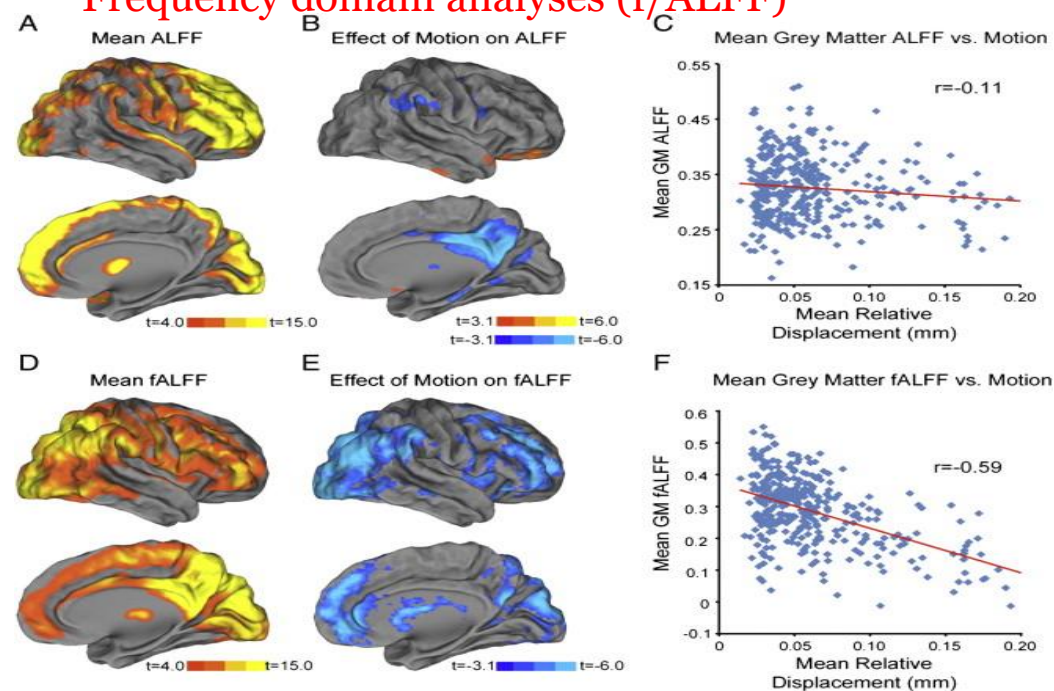 Frequency domain analyses (f/ALFF)
A
Mean ALFF
B
Effect of Motion on ALFF
C
Mean Grey Matter ALFF vs. Motion
0.55
0.45
0.35
0.25
0.15
Mean GM ALFF
r=-0.11
0
0.05
0.10
0.15
0.20
Mean Relative
Displacement (mm)
t=4.0 t=15.0
t=3.1 t=6.0
t=-3.1 t=-6.0
D
Mean fALFF
E
Effect of Motion on fALFF
F
Mean Grey Matter fALFF vs. Motion
0.6
0.5
0.4
0.3
0.2
0.1
0
-0.1
Mean GM fALFF
r=-0.59
0
0.05
0.10
0.15
0.20
Mean Relative
Displacement (mm)
t=4.0 t=15.0
t=-3.1 t=-6.0